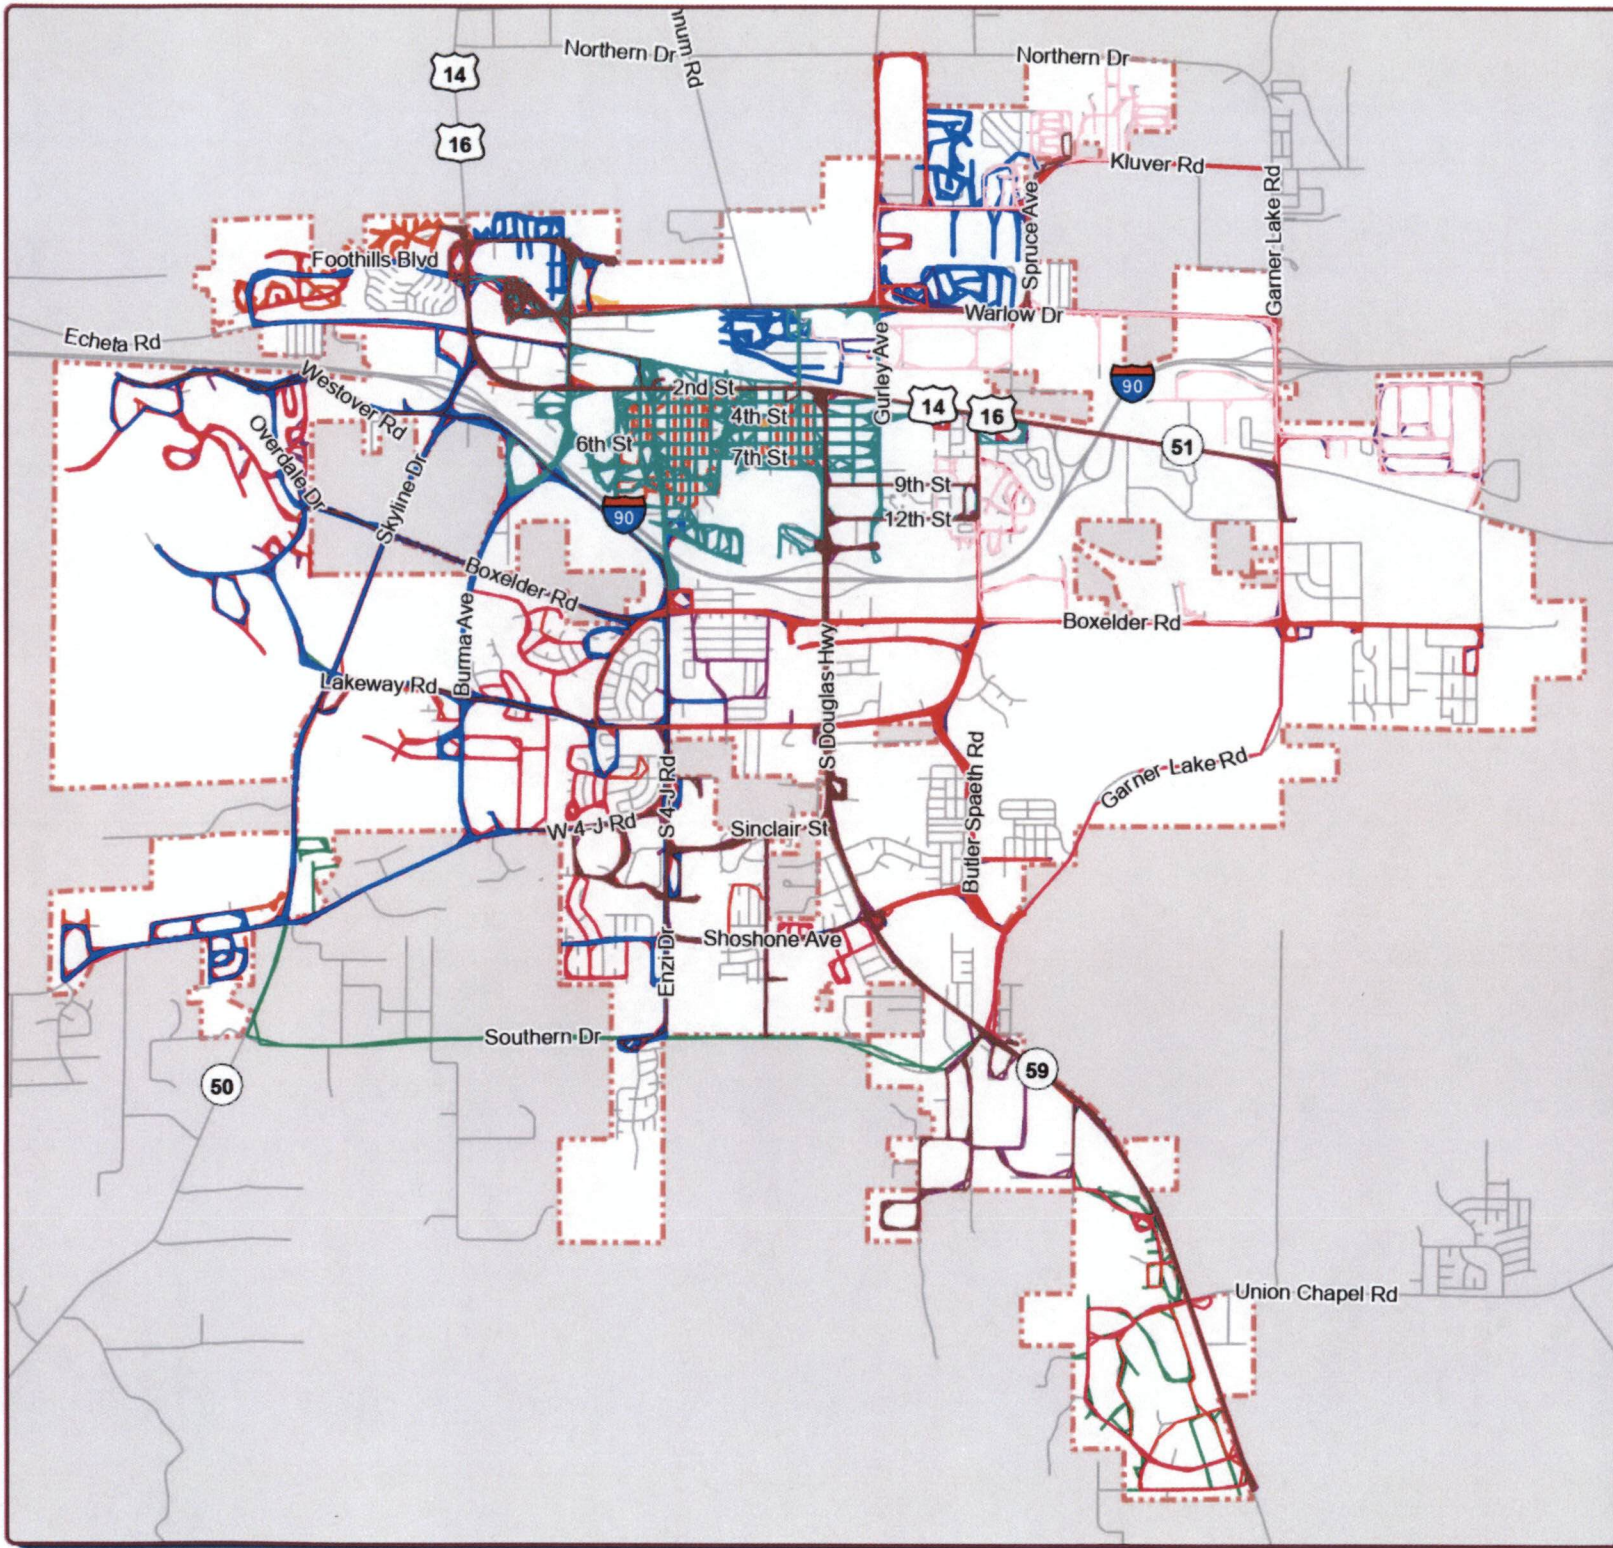 Northern Dr
num Rd
Northern Dr
14
16
Kluver Rd
Spruce Ave
Garner Lake Rd
Foothills Blvd
Warlow Dr
Echeta Rd
Westover Rd
Gurley Ave
90
2nd St
14
16
4th St
Overdale Dr
6th St
7th St
51
Skyline Dr
9th St
90
12th St
Boxelder Rd
Burma Ave
Boxelder Rd
S Douglas Hwy
Lakeway Rd
Butler Spaeth Rd
Garner Lake Rd
S 4-J Rd
W 4-J Rd
Sinclair St
Shoshone Ave
Enzi Dr
Southern Dr
50
59
Union Chapel Rd